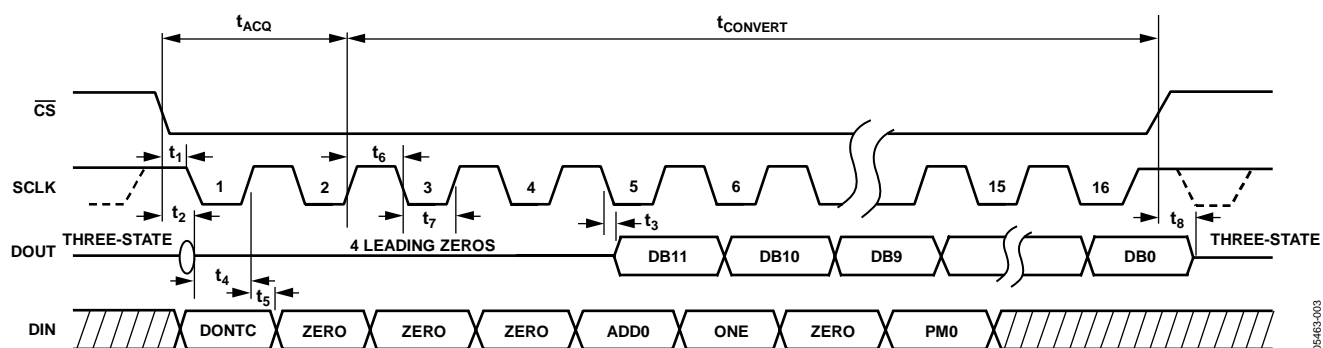 tACQ tCONVERT
CS
t1 t6
SCLK 1 2 3 4 5 6 15 16
t2 t7 t3 t8
THREE-STATE 4 LEADING ZEROS THREE-STATE
DOUT DB11 DB10 DB9 DB0
t4 t5
DIN DONTC ZERO ZERO ZERO ADD0 ONE ZERO PM0
05463-003